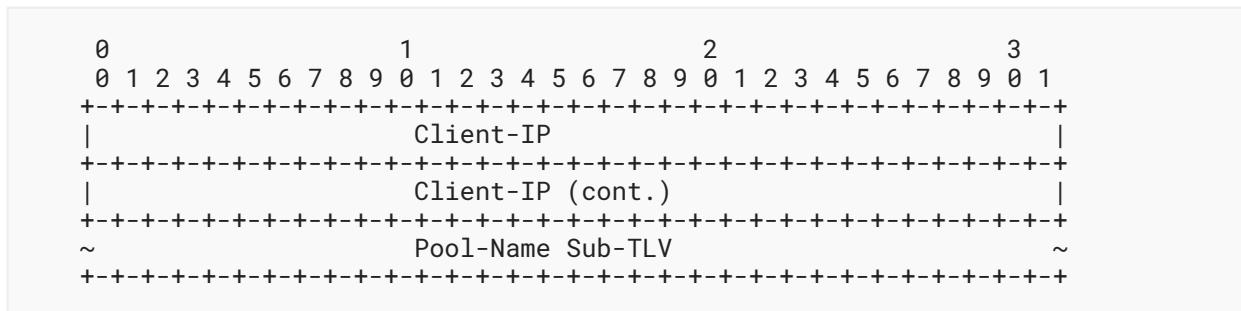 0                   1                   2                   3
0 1 2 3 4 5 6 7 8 9 0 1 2 3 4 5 6 7 8 9 0 1 2 3 4 5 6 7 8 9 0 1
+-+-+-+-+-+-+-+-+-+-+-+-+-+-+-+-+-+-+-+-+-+-+-+-+-+-+-+-+-+-+-+-+
|                     Client-IP                                 |
+-+-+-+-+-+-+-+-+-+-+-+-+-+-+-+-+-+-+-+-+-+-+-+-+-+-+-+-+-+-+-+-+
|                     Client-IP (cont.)                         |
+-+-+-+-+-+-+-+-+-+-+-+-+-+-+-+-+-+-+-+-+-+-+-+-+-+-+-+-+-+-+-+-+
~                     Pool-Name Sub-TLV                         ~
+-+-+-+-+-+-+-+-+-+-+-+-+-+-+-+-+-+-+-+-+-+-+-+-+-+-+-+-+-+-+-+-+